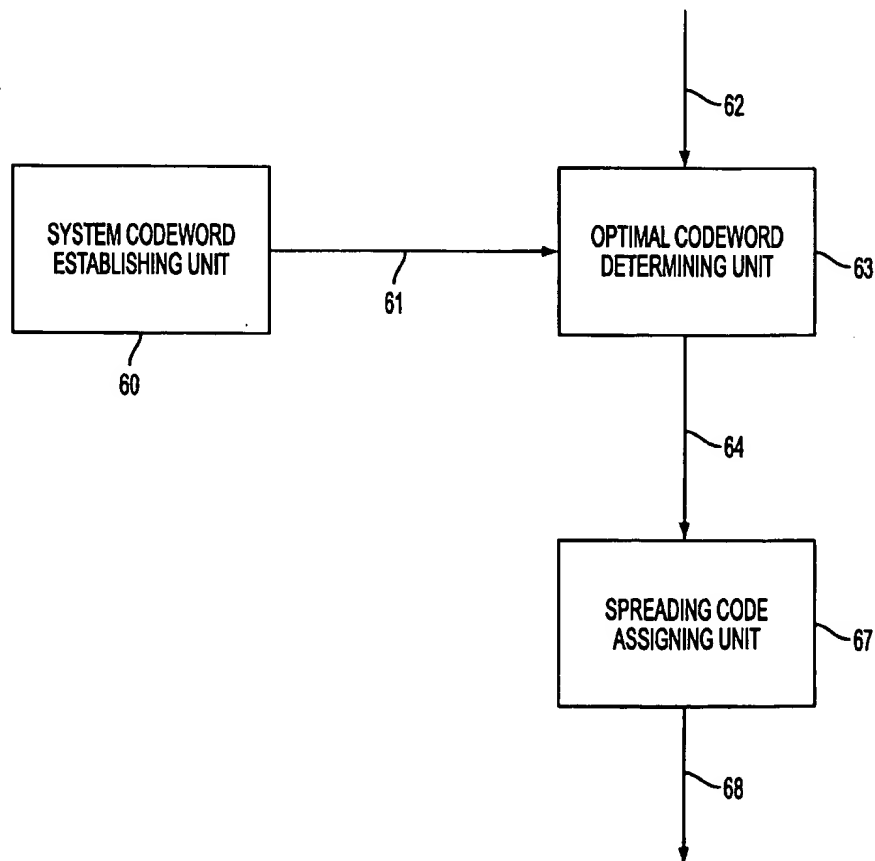 62
SYSTEM CODEWORD
ESTABLISHING UNIT
OPTIMAL CODEWORD
DETERMINING UNIT
61
63
60
64
SPREADING CODE
ASSIGNING UNIT
67
68